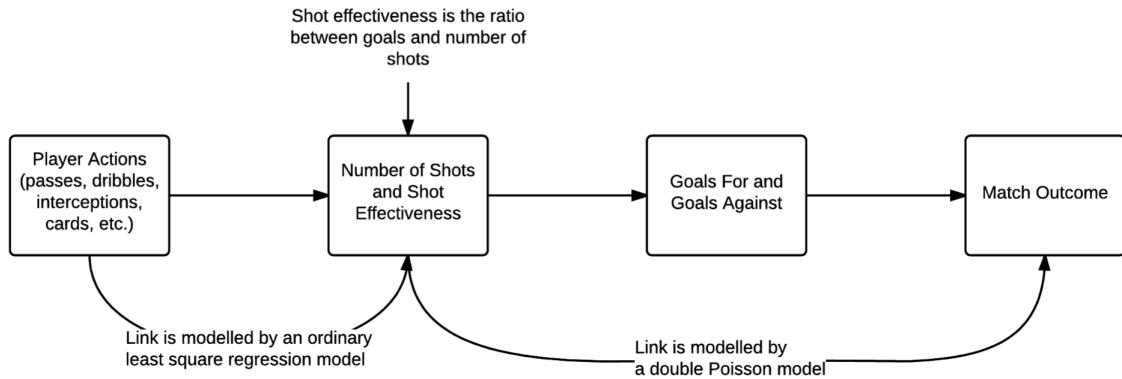 Shot effectiveness is the ratio
between goals and number of
shots
Player Actions
(passes, dribbles,
interceptions,
cards, etc.)
Number of Shots
and Shot
Effectiveness
Goals For and
Goals Against
Match Outcome
Link is modelled by an ordinary
least square regression model
Link is modelled by
a double Poisson model